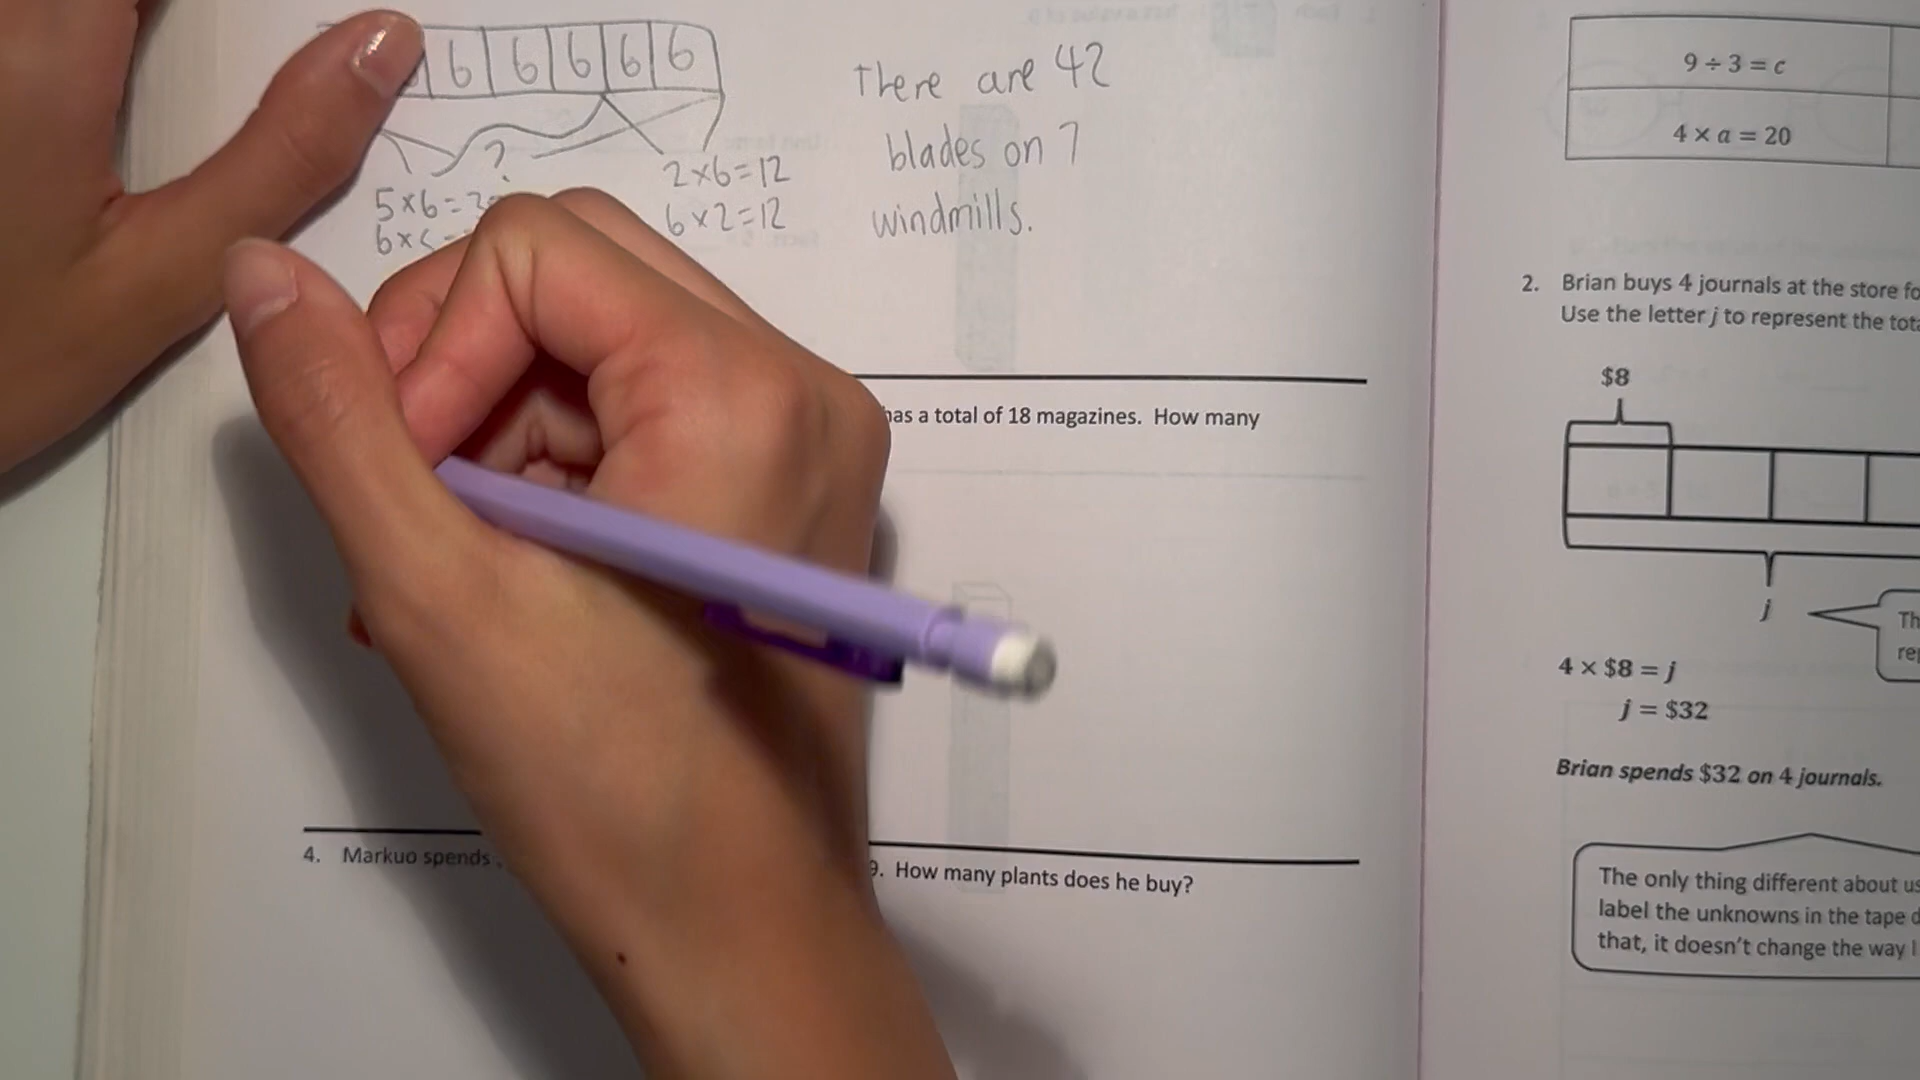 6 6 6 6 6
?
5×6=3
6×
2×6=12
6×2=12
There are 42
blades on 7
windmills.
has a total of 18 magazines. How many
4. Markuo spends
9. How many plants does he buy?
9 ÷ 3 = c
4 × a = 20
2. Brian buys 4 journals at the store fo
Use the letter j to represent the tot
$8
j
Th
re
4 × $8 = j
j = $32
Brian spends $32 on 4 journals.
The only thing different about us
label the unknowns in the tape d
that, it doesn't change the way I